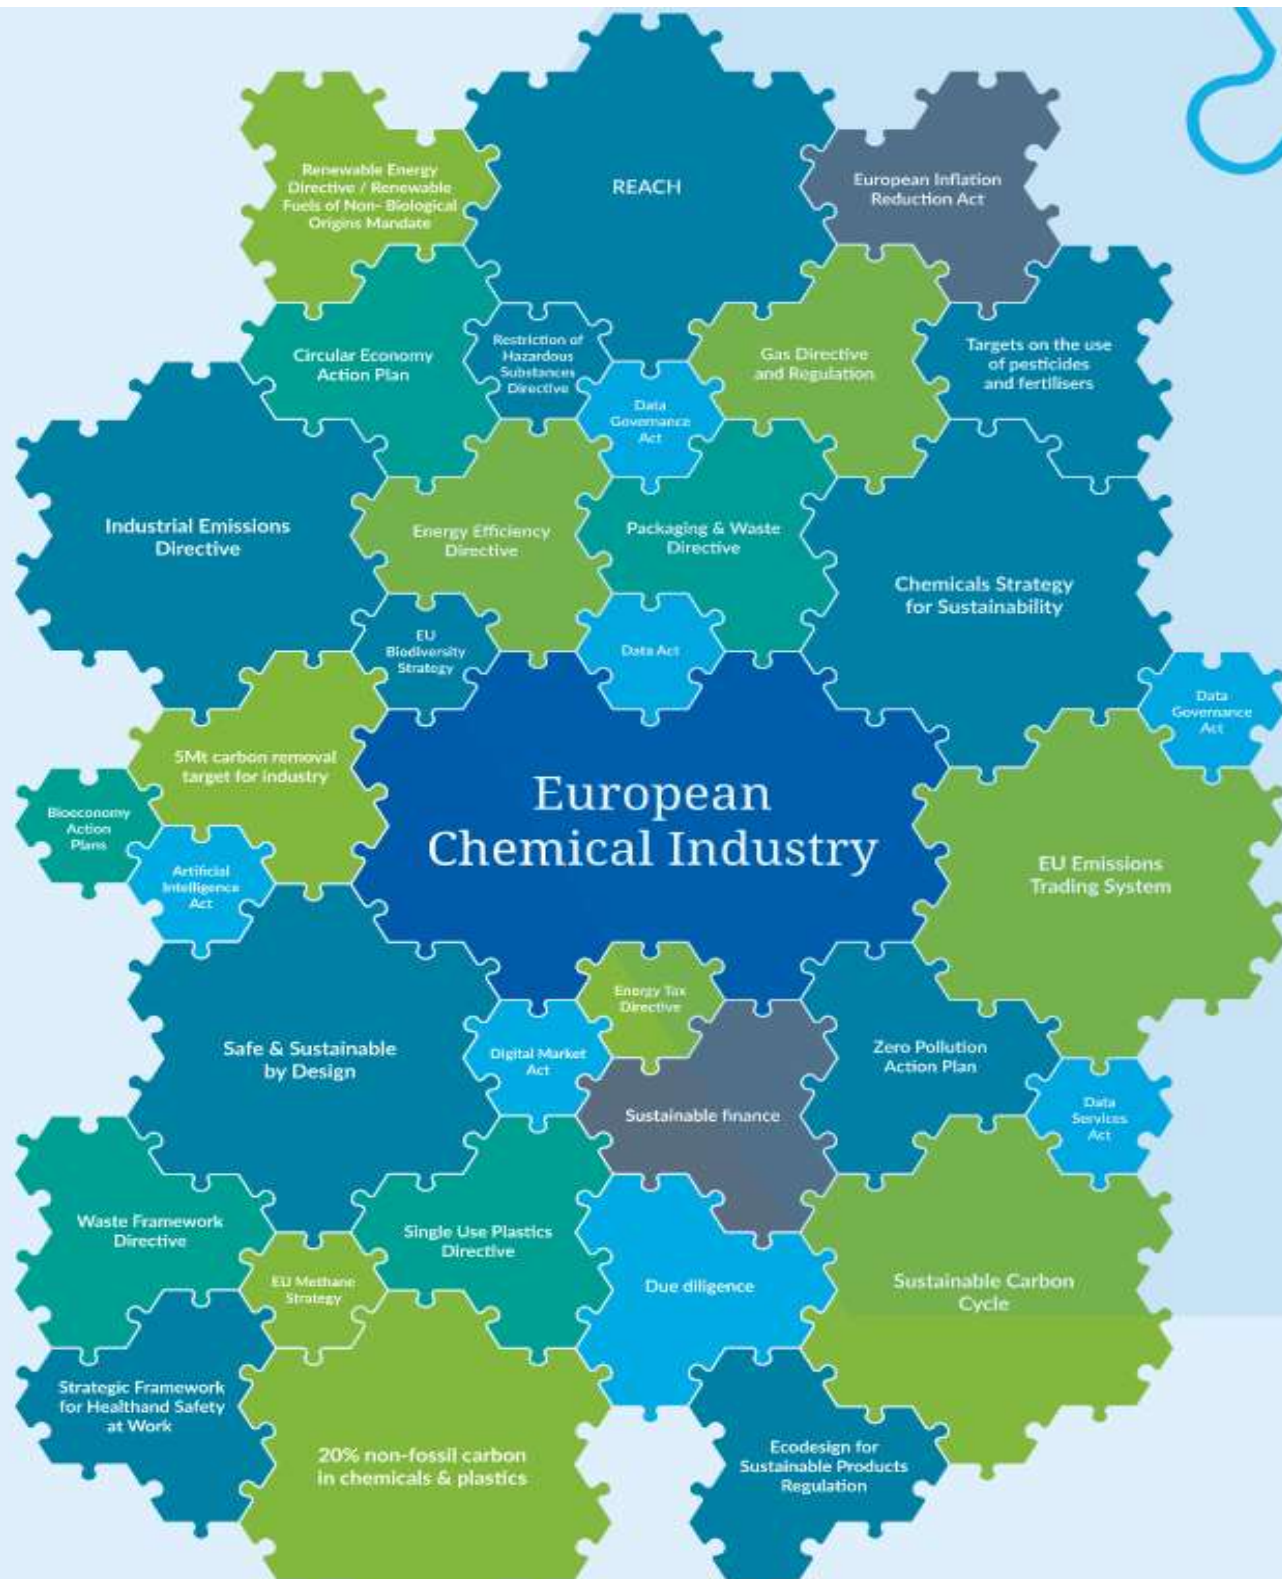 Renewable Energy
Directive / Renewable
Fuels of Non- Biological
Origins Mandate
REACH
European Inflation
Reduction Act
Circular Economy
Action Plan
Restriction of
Hazardous
Substances
Directive
Data
Governance
Act
Gas Directive
and Regulation
Targets on the use
of pesticides
and fertilisers
Industrial Emissions
Directive
Energy Efficiency
Directive
Packaging & Waste
Directive
Chemicals Strategy
for Sustainability
EU
Biodiversity
Strategy
Data Act
Data
Governance
Act
5Mt carbon removal
target for industry
European
Chemical Industry
Bioeconomy
Action
Plans
Artificial
Intelligence
Act
EU Emissions
Trading System
Energy Tax
Directive
Safe & Sustainable
by Design
Digital Market
Act
Zero Pollution
Action Plan
Sustainable finance
Data
Services
Act
Waste Framework
Directive
Single Use Plastics
Directive
EU Methane
Strategy
Due diligence
Sustainable Carbon
Cycle
Strategic Framework
for Healthand Safety
at Work
20% non-fossil carbon
in chemicals & plastics
Ecodesign for
Sustainable Products
Regulation